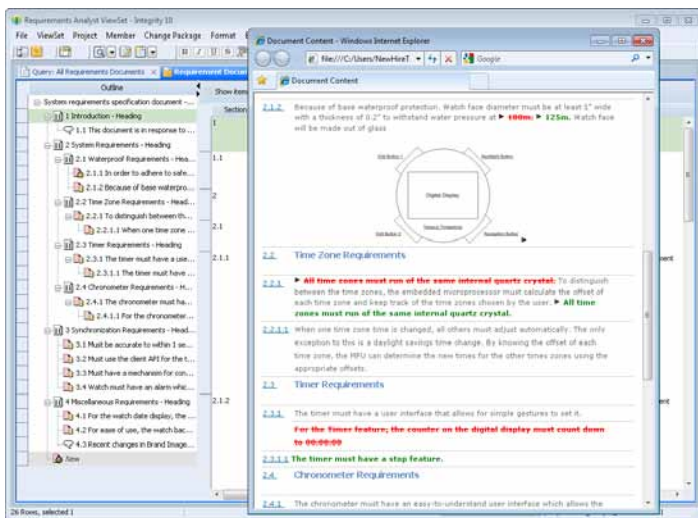 Requirements Analyst ViewSet - Integrity 10
File ViewSet Project Member Change Package Format
Query: All Requirements Documents
Outline
Show items
Section
System requirements specification document -...
1 Introduction - Heading
1.1 This document is in response to ...
2 System Requirements - Heading
2.1 Waterproof Requirements - Hea...
2.1.1 In order to adhere to safe...
2.1.2 Because of base waterpro...
2.2 Time Zone Requirements - Head...
2.2.1 To distinguish between th...
2.2.1.1 When one time zone ...
2.3 Timer Requirements - Heading
2.3.1 The timer must have a use...
2.3.1.1 The timer must have ...
2.4 Chronometer Requirements - H...
2.4.1 The chronometer must ha...
2.4.1.1 For the chronometer...
3 Synchronization Requirements - Head...
3.1 Must be accurate to within 1 se...
3.2 Must use the client API for the t...
3.3 Must have a mechanism for con...
3.4 Watch must have an alarm whic...
4 Miscellaneous Requirements - Heading
4.1 For the watch date display, the ...
4.2 For ease of use, the watch bac...
4.3 Recent changes in Brand Image...
New
1
1.1
2
2.1
2.1.1
2.1.2
26 Rows, selected 1
Document Content - Windows Internet Explorer
file:///C:/Users/NewHireT
Google
Document Content
2.1.2 Because of base waterproof protection. Watch face diameter must be at least 1" wide
with a thickness of 0.2" to withstand water pressure at 100m. 125m. Watch face
will be made out of glass
Digital Display
2.2 Time Zone Requirements
2.2.1 All time zones must run of the same internal quartz crystal. To distinguish
between the time zones, the embedded microprocessor must calculate the offset of
each time zone and keep track of the time zones chosen by the user. All time
zones must run of the same internal quartz crystal.
2.2.1.1 When one time zone time is changed, all others must adjust automatically. The only
exception to this is a daylight savings time change. By knowing the offset of each
time zone, the MFU can determine the new times for the other times zones using the
appropriate offsets.
2.3 Timer Requirements
2.3.1 The timer must have a user interface that allows for simple gestures to set it.
For the Timer feature; the counter on the digital display must count down
to 00:00:00
2.3.1.1 The timer must have a stop feature.
2.4 Chronometer Requirements
2.4.1 The chronometer must have an easy-to-understand user interface which allows the